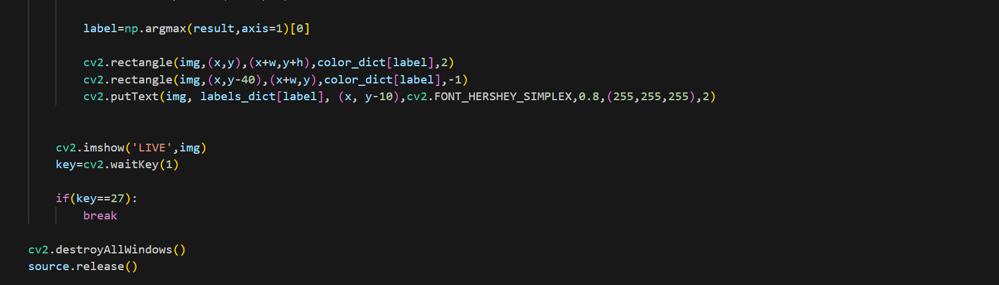 label=np.argmax(result,axis=1)[0]
cv2.rectangle(img,(x,y),(x+w,y+h),color_dict[label],2)
cv2.rectangle(img,(x,y-40),(x+w,y),color_dict[label],-1)
cv2.putText(img, labels_dict[label], (x, y-10),cv2.FONT_HERSHEY_SIMPLEX,0.8,(255,255,255),2)
cv2.imshow('LIVE',img)
key=cv2.waitKey(1)
if(key==27):
break
cv2.destroyAllWindows()
source.release()